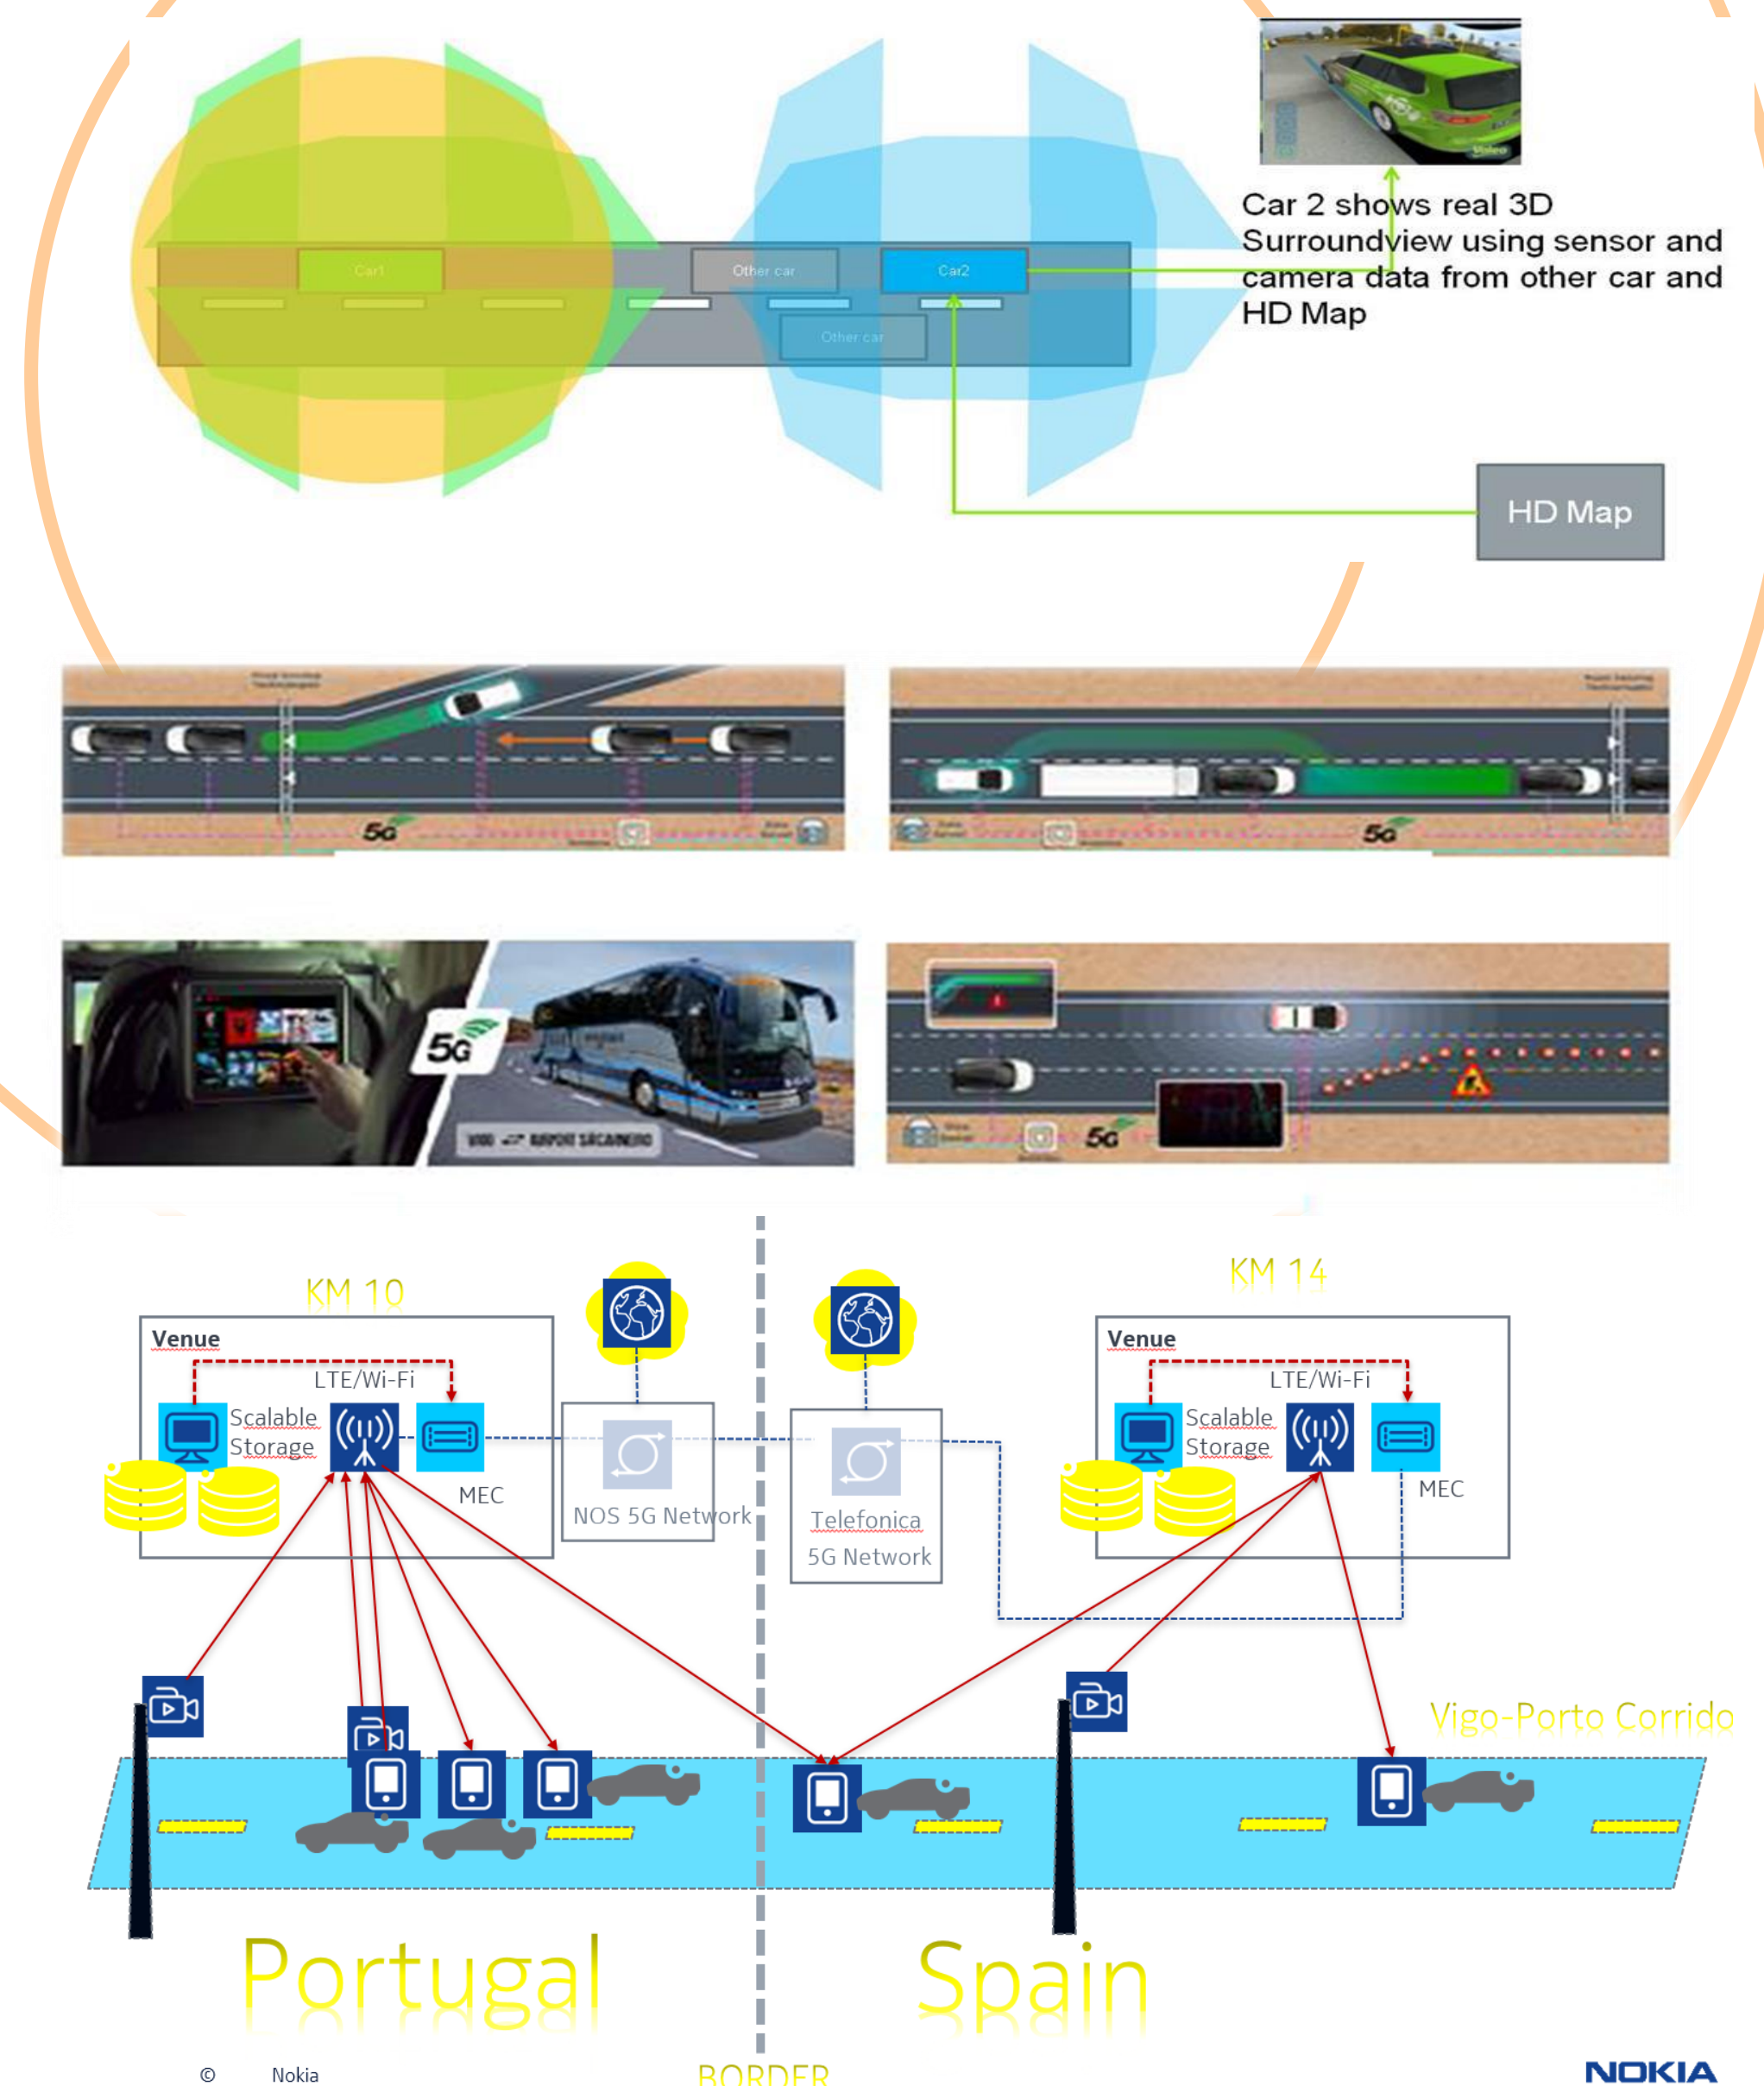 Valeo
Car 2 shows real 3D
Surroundview using sensor and
camera data from other car and
HD Map
Car1
Other car
Car2
Other car
HD Map
5G
5G
5G
5G
KM 10
KM 14
Venue
LTE/Wi-Fi
Scalable
Storage
MEC
NOS 5G Network
Telefonica
5G Network
Venue
LTE/Wi-Fi
Scalable
Storage
MEC
Vigo-Porto Corrido
Portugal
Spain
BORDER
© Nokia
NOKIA